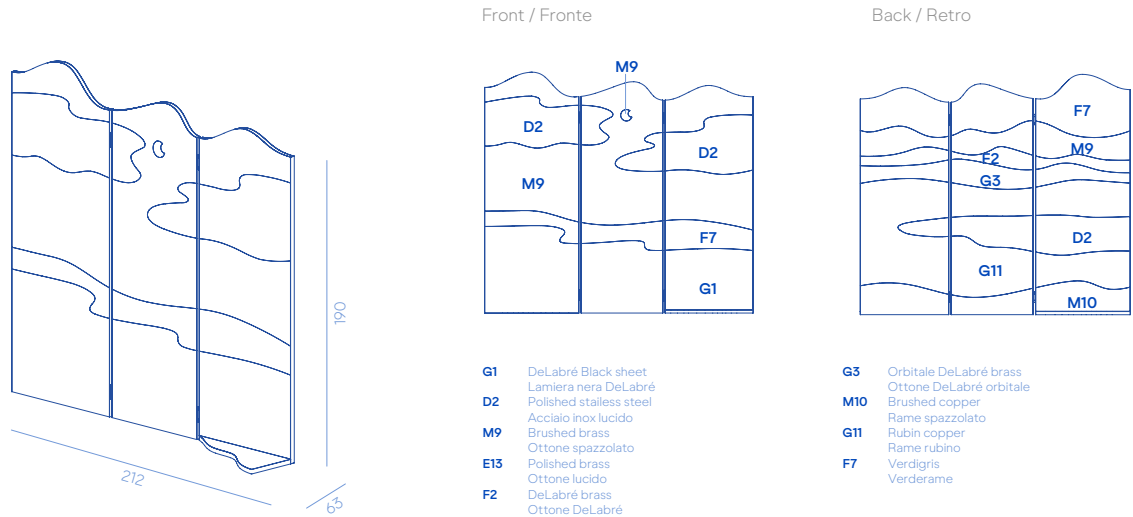 Front / Fronte
Back / Retro
M9
D2
D2
M9
F7
G1
F7
M9
F2
G3
D2
G11
M10
190
212
63
G1 DeLabré Black sheet
Lamiera nera DeLabré
D2 Polished stailess steel
Acciaio inox lucido
M9 Brushed brass
Ottone spazzolato
E13 Polished brass
Ottone lucido
F2 DeLabré brass
Ottone DeLabré
G3 Orbitale DeLabré brass
Ottone DeLabré orbitale
M10 Brushed copper
Rame spazzolato
G11 Rubin copper
Rame rubino
F7 Verdigris
Verderame